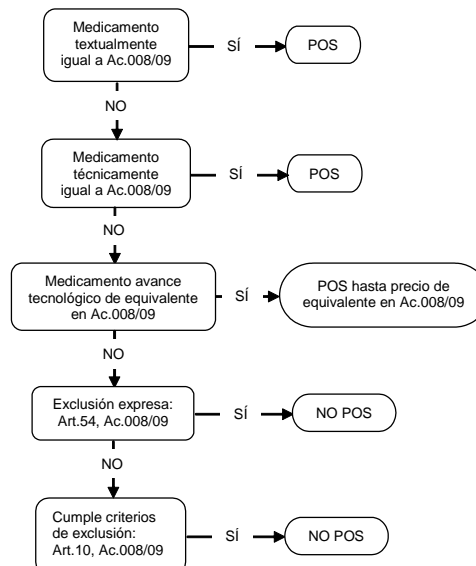 Medicamento
textualmente
igual a Ac.008/09
SÍ
POS
NO
Medicamento
técnicamente
igual a Ac.008/09
SÍ
POS
NO
Medicamento avance
tecnológico de equivalente
en Ac.008/09
SÍ
POS hasta precio de
equivalente en Ac.008/09
NO
Exclusión expresa:
Art.54, Ac.008/09
SÍ
NO POS
NO
Cumple criterios
de exclusión:
Art.10, Ac.008/09
SÍ
NO POS